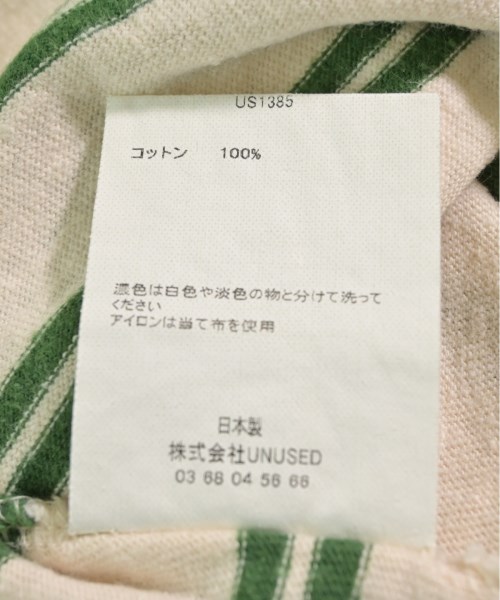 US1385
コットン 100%
濃色は白色や淡色の物と分けて洗って
ください
アイロンは当て布を使用
日本製
株式会社UNUSED
03 68 04 56 66